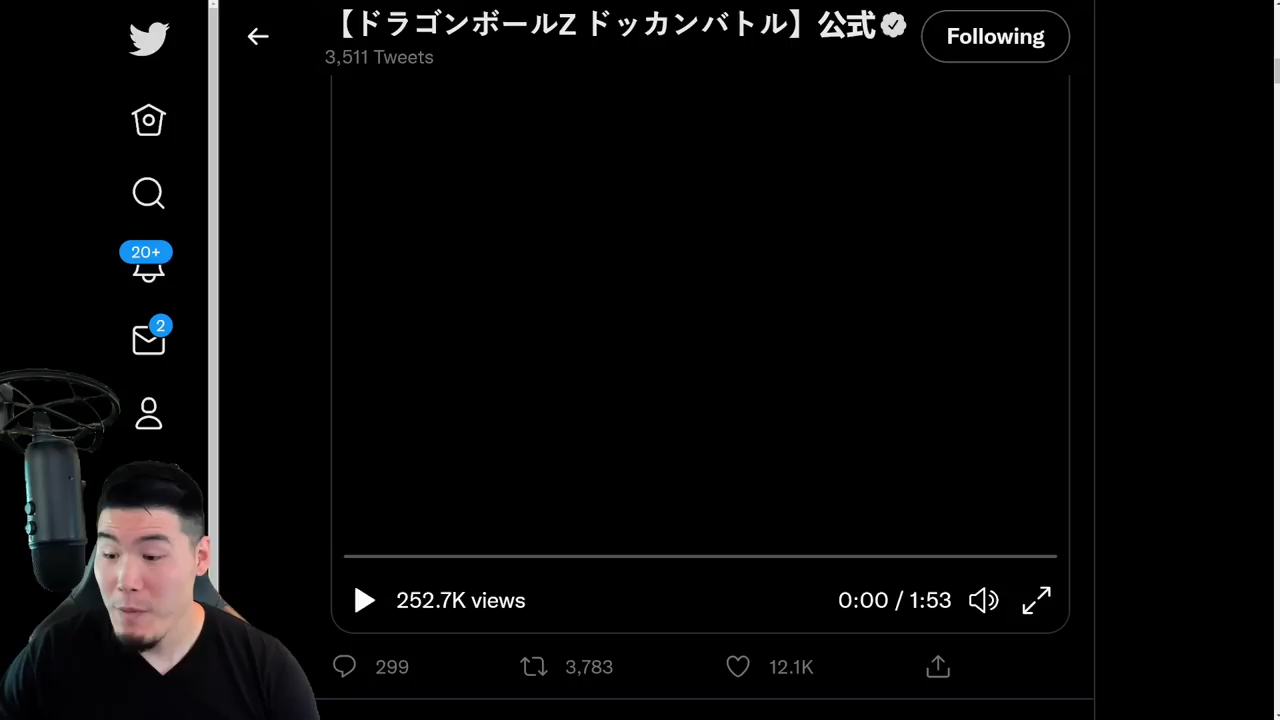 【ドラゴンボールZ ドッカンバトル】公式
Following
3,511 Tweets
20+
2
252.7K views
0:00 / 1:53
299
3,783
12.1K